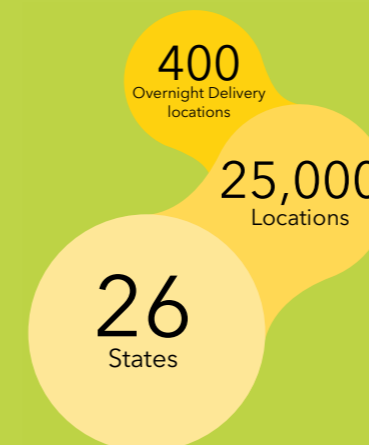 400
Overnight Delivery
locations
25,000
Locations
26
States